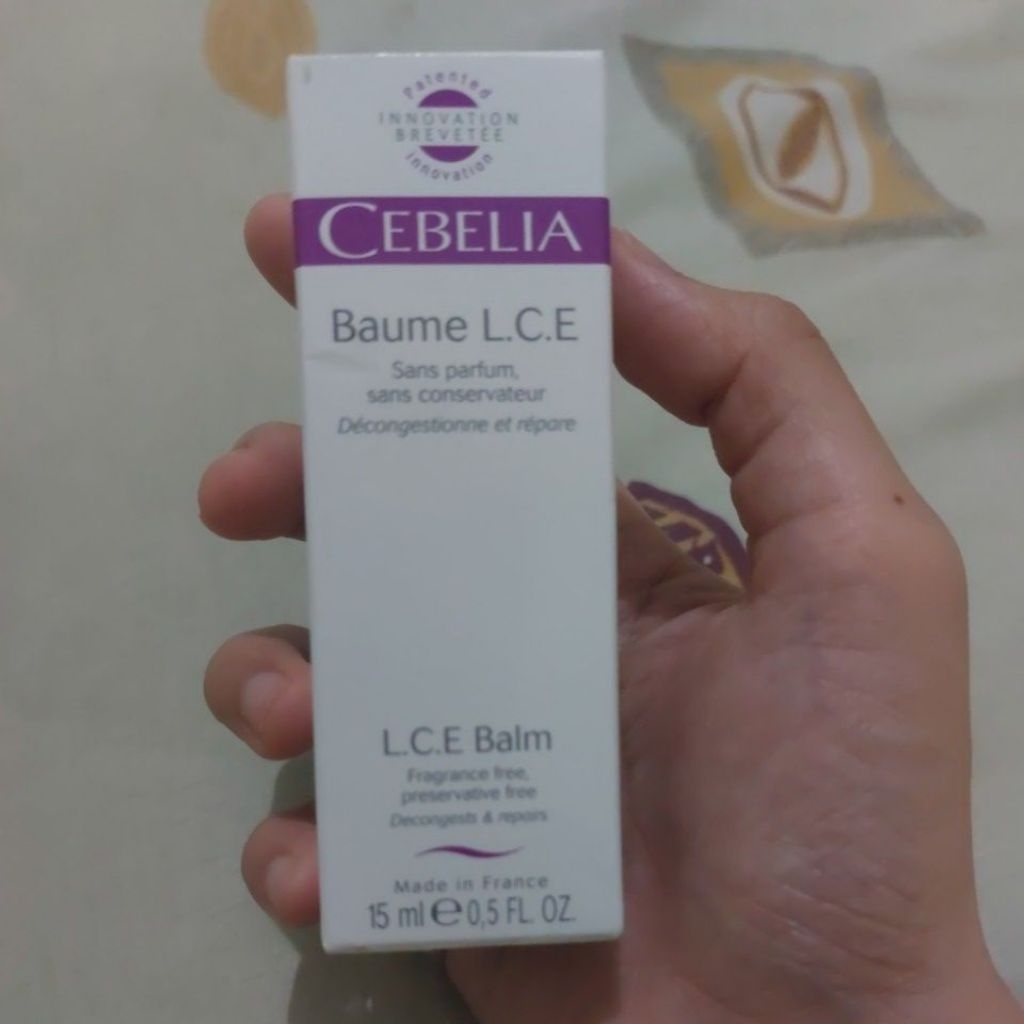 Patented
INNOVATION
BREVETÉE
innovation
CEBELIA
Baume L.C.E
Sans parfum,
sans conservateur
Décongestionne et répare
L.C.E Balm
Fragrance free,
preservative free
Decongests & repairs
Made in France
15 ml e 0,5 FL. OZ.